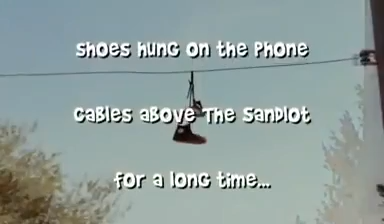 Shoes hung on the Phone
cables above The Sandlot
for a long time...